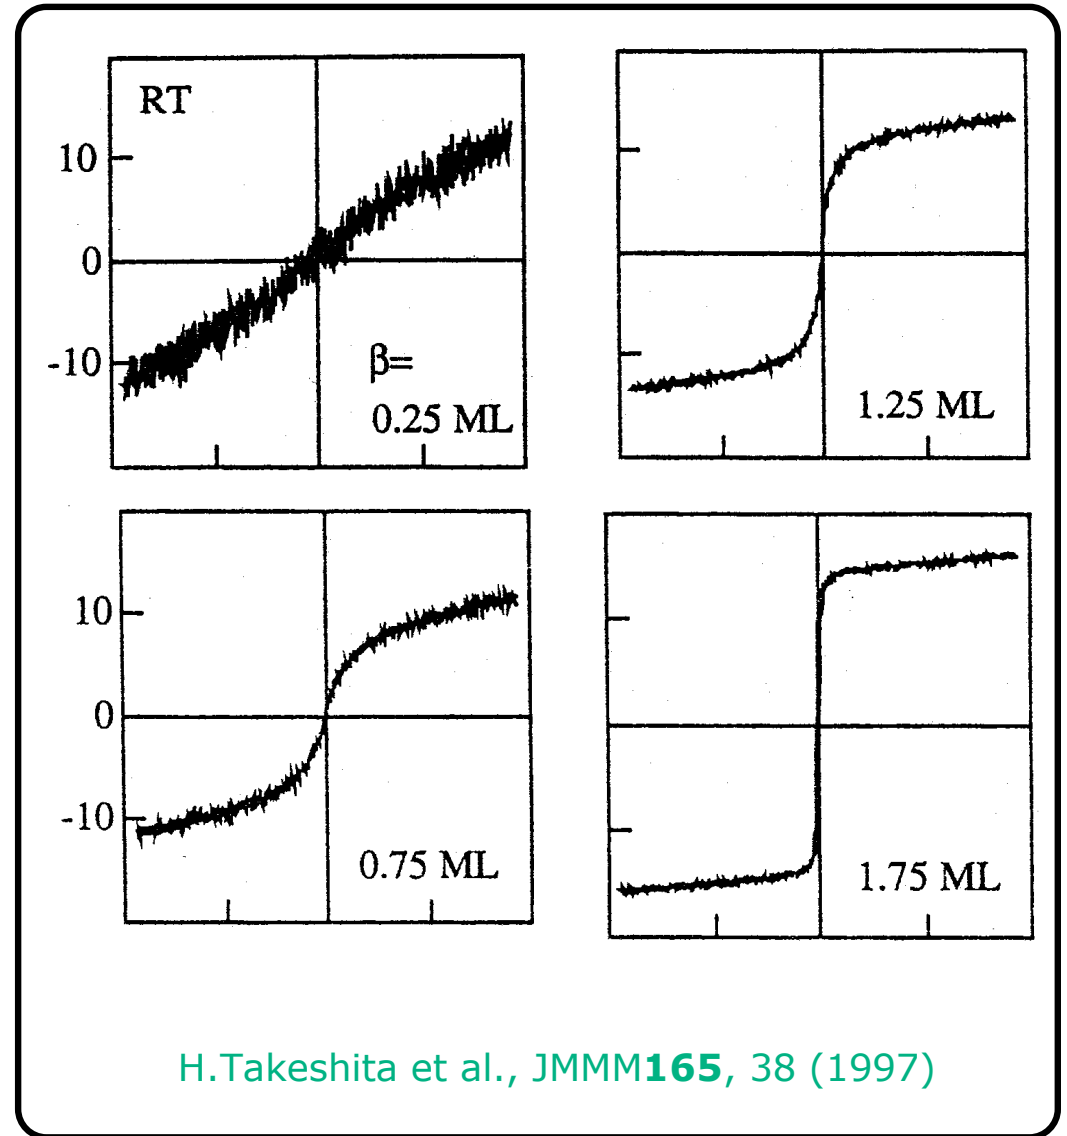 RT
10
0
-10
β=
0.25 ML
1.25 ML
10
0
-10
0.75 ML
1.75 ML
H.Takeshita et al., JMMM165, 38 (1997)